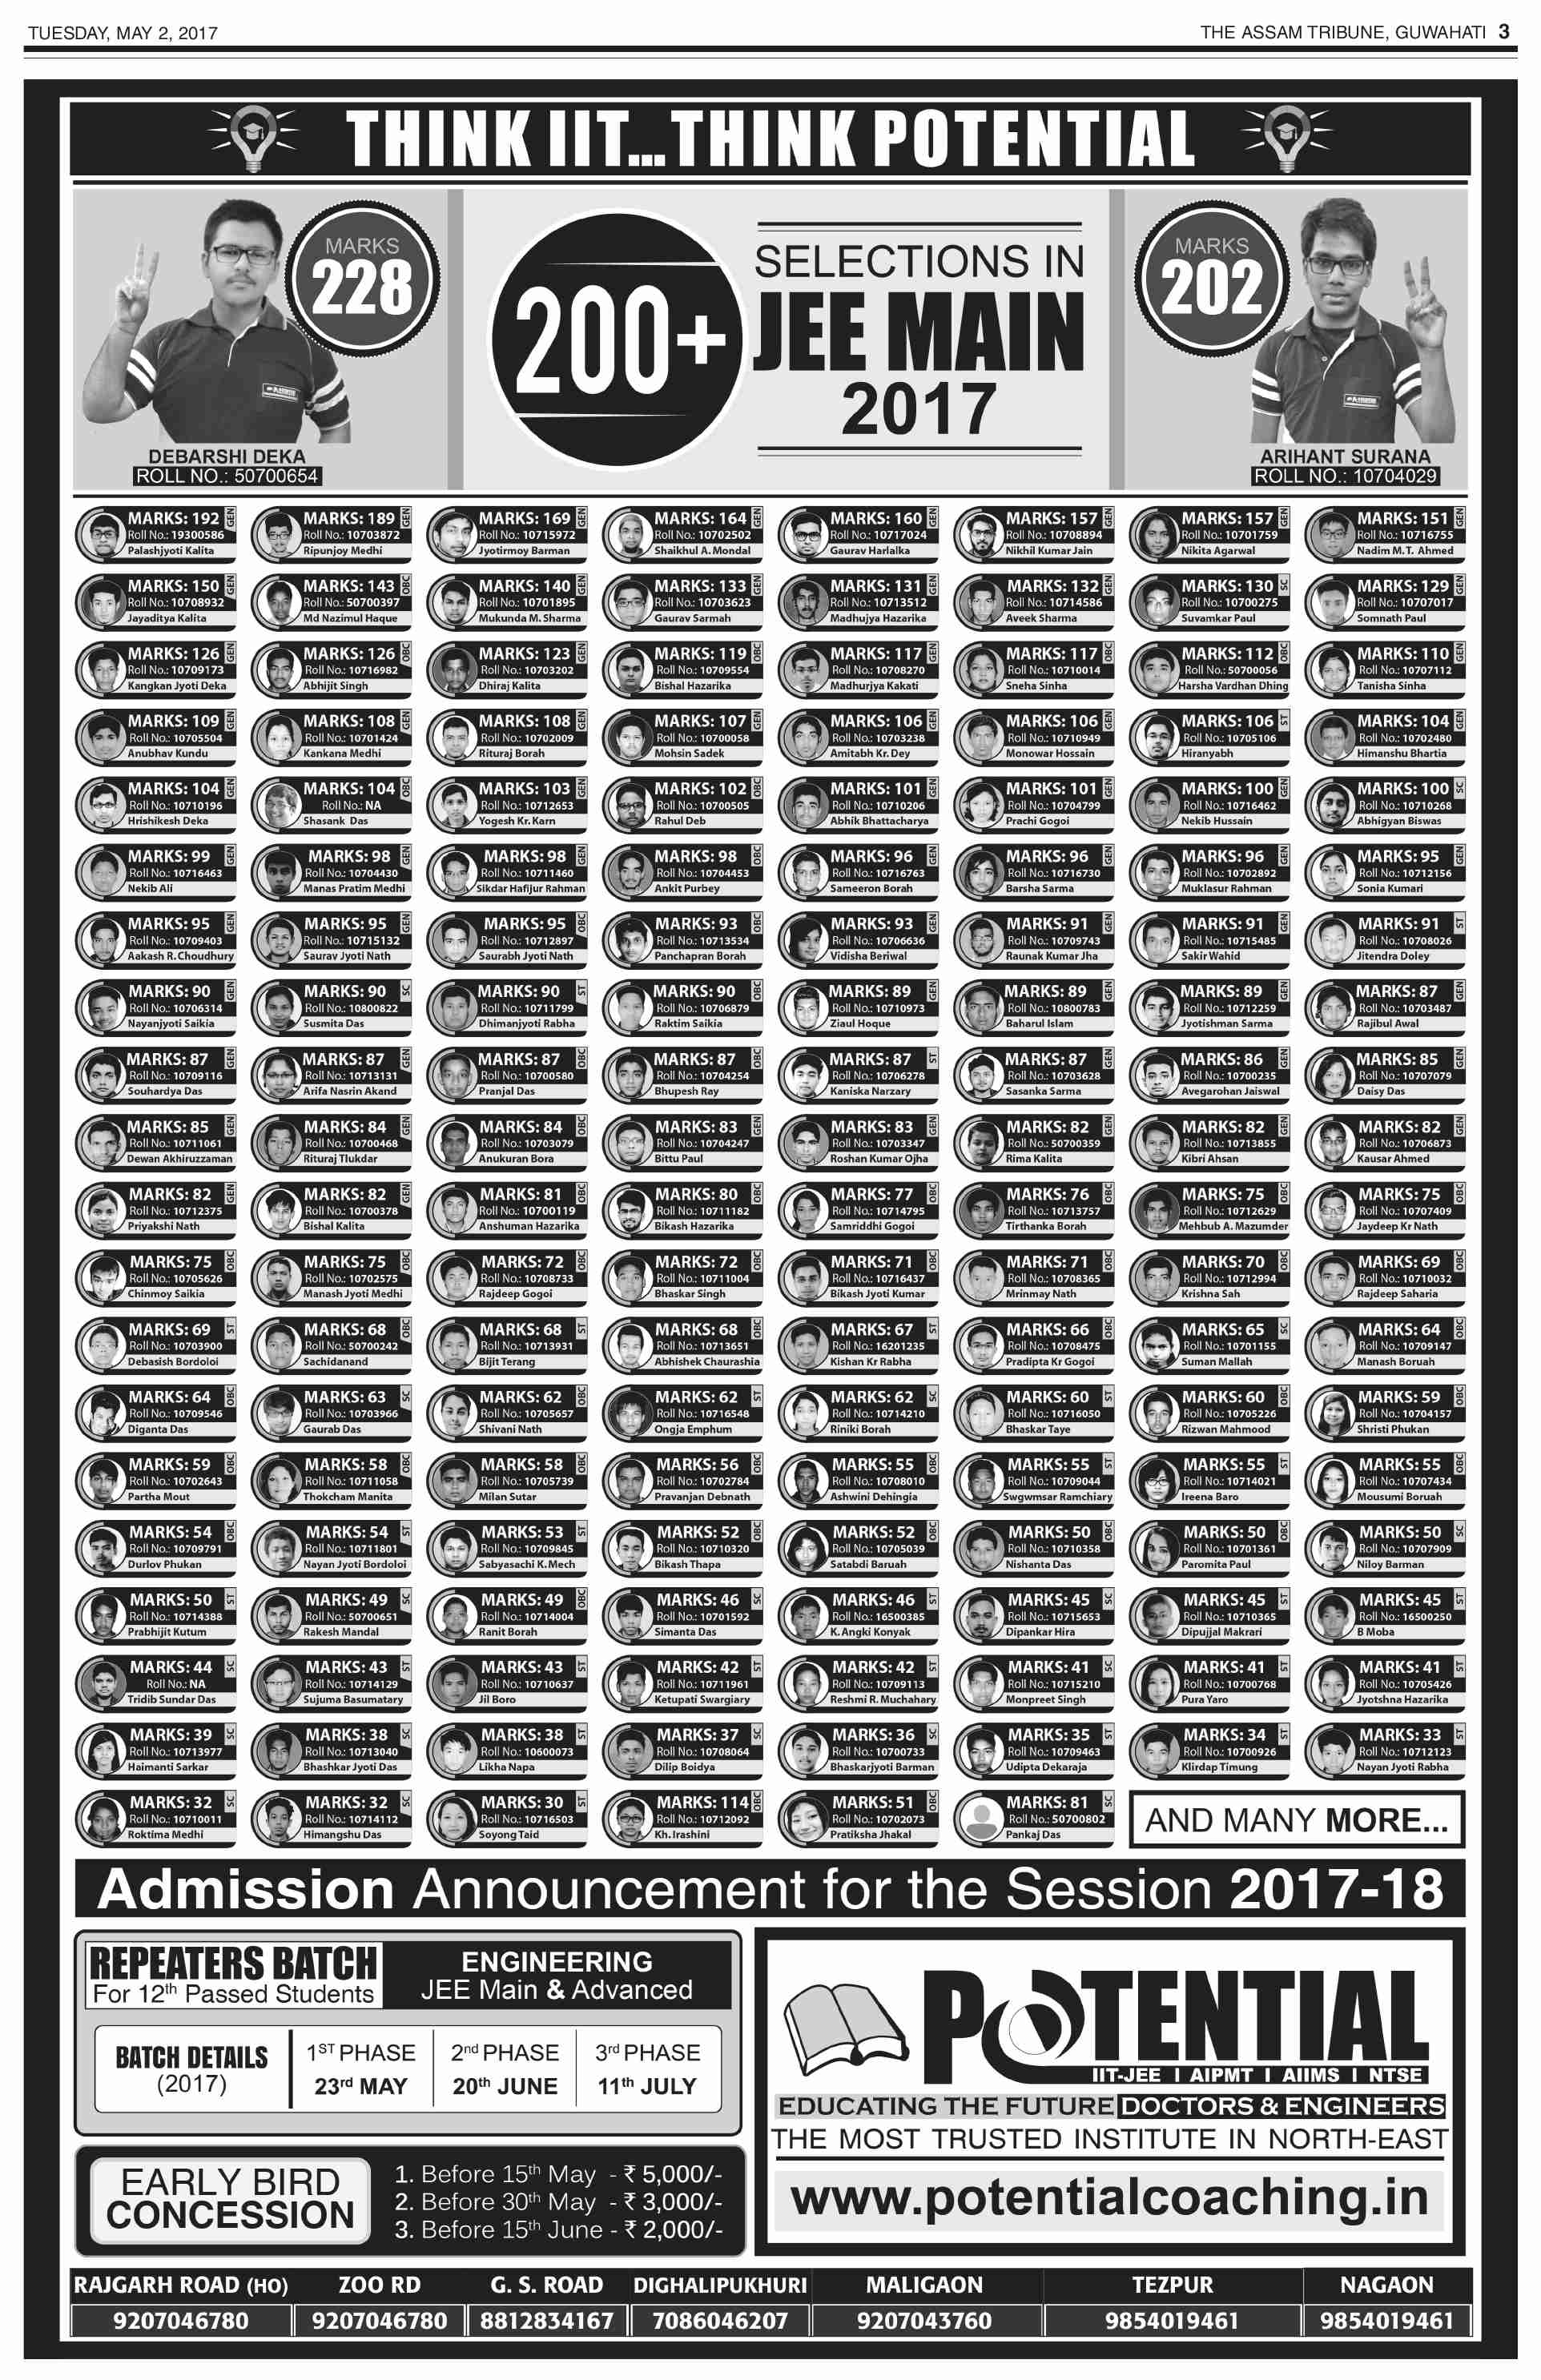 TUESDAY, MAY 2, 2017
THE ASSAM TRIBUNE, GUWAHATI 3
THINK IIT...THINK POTENTIAL
MARKS
228
DEBARSHI DEKA
ROLL NO.: 50700654
200+
SELECTIONS IN
JEE MAIN
2017
MARKS
202
ARIHANT SURANA
ROLL NO.: 10704029
MARKS: 192 GEN
Roll No.: 19300586
Palashjyoti Kalita
MARKS: 189 GEN
Roll No.: 10703872
Ripunjoy Medhi
MARKS: 169 GEN
Roll No.: 10715972
Jyotirmoy Barman
MARKS: 164 GEN
Roll No.: 10702502
Shaikhul A. Mondal
MARKS: 160 GEN
Roll No.: 10717024
Gaurav Harlalka
MARKS: 157 GEN
Roll No.: 10708894
Nikhil Kumar Jain
MARKS: 157 GEN
Roll No.: 10701759
Nikita Agarwal
MARKS: 151 GEN
Roll No.: 10716755
Nadim M.T. Ahmed
MARKS: 150 GEN
Roll No.: 10708932
Jayaditya Kalita
MARKS: 143 OBC
Roll No.: 50700397
Md Nazimul Haque
MARKS: 140 GEN
Roll No.: 10701895
Mukunda M. Sharma
MARKS: 133 GEN
Roll No.: 10703623
Gaurav Sarmah
MARKS: 131 GEN
Roll No.: 10713512
Madhujya Hazarika
MARKS: 132 GEN
Roll No.: 10714586
Aveek Sharma
MARKS: 130 SC
Roll No.: 10700275
Suvamkar Paul
MARKS: 129 GEN
Roll No.: 10707017
Somnath Paul
MARKS: 126 GEN
Roll No.: 10709173
Kangkan Jyoti Deka
MARKS: 126 OBC
Roll No.: 10716982
Abhijit Singh
MARKS: 123 GEN
Roll No.: 10703202
Dhiraj Kalita
MARKS: 119 OBC
Roll No.: 10709554
Bishal Hazarika
MARKS: 117 GEN
Roll No.: 10708270
Madhurjya Kakati
MARKS: 117 OBC
Roll No.: 10710014
Sneha Sinha
MARKS: 112 OBC
Roll No.: 50700056
Harsha Vardhan Dhing
MARKS: 110 GEN
Roll No.: 10707112
Tanisha Sinha
MARKS: 109 GEN
Roll No.: 10705504
Anubhav Kundu
MARKS: 108 GEN
Roll No.: 10701424
Kankana Medhi
MARKS: 108 GEN
Roll No.: 10702009
Rituraj Borah
MARKS: 107 GEN
Roll No.: 10700058
Mohsin Sadek
MARKS: 106 GEN
Roll No.: 10703238
Amitabh Kr. Dey
MARKS: 106 GEN
Roll No.: 10710949
Monowar Hossain
MARKS: 106 ST
Roll No.: 10705106
Hiranyabh
MARKS: 104 GEN
Roll No.: 10702480
Himanshu Bhartia
MARKS: 104 GEN
Roll No.: 10710196
Hrishikesh Deka
MARKS: 104 OBC
Roll No.: NA
Shasank Das
MARKS: 103 GEN
Roll No.: 10712653
Yogesh Kr. Karn
MARKS: 102 OBC
Roll No.: 10700505
Rahul Deb
MARKS: 101 GEN
Roll No.: 10710206
Abhik Bhattacharya
MARKS: 101 GEN
Roll No.: 10704799
Prachi Gogoi
MARKS: 100 GEN
Roll No.: 10716462
Nekib Hussain
MARKS: 100 SC
Roll No.: 10710268
Abhigyan Biswas
MARKS: 99 GEN
Roll No.: 10716463
Nekib Ali
MARKS: 98 GEN
Roll No.: 10704430
Manas Pratim Medhi
MARKS: 98 GEN
Roll No.: 10711460
Sikdar Hafijur Rahman
MARKS: 98 OBC
Roll No.: 10704453
Ankit Purbey
MARKS: 96 GEN
Roll No.: 10716763
Sameeron Borah
MARKS: 96 GEN
Roll No.: 10716730
Barsha Sarma
MARKS: 96 GEN
Roll No.: 10702892
Muklasur Rahman
MARKS: 95 GEN
Roll No.: 10712156
Sonia Kumari
MARKS: 95 GEN
Roll No.: 10709403
Aakash R. Choudhury
MARKS: 95 GEN
Roll No.: 10715132
Saurav Jyoti Nath
MARKS: 95 OBC
Roll No.: 10712897
Saurabh Jyoti Nath
MARKS: 93 OBC
Roll No.: 10713534
Panchapran Borah
MARKS: 93 GEN
Roll No.: 10706636
Vidisha Beriwal
MARKS: 91 GEN
Roll No.: 10709743
Raunak Kumar Jha
MARKS: 91 GEN
Roll No.: 10715485
Sakir Wahid
MARKS: 91 ST
Roll No.: 10708026
Jitendra Doley
MARKS: 90 GEN
Roll No.: 10706314
Nayanjyoti Saikia
MARKS: 90 SC
Roll No.: 10800822
Susmita Das
MARKS: 90 ST
Roll No.: 10711799
Dhimanjyoti Rabha
MARKS: 90 OBC
Roll No.: 10706879
Raktim Saikia
MARKS: 89 GEN
Roll No.: 10710973
Ziaul Hoque
MARKS: 89 GEN
Roll No.: 10800783
Baharul Islam
MARKS: 89 GEN
Roll No.: 10712259
Jyotishman Sarma
MARKS: 87 GEN
Roll No.: 10703487
Rajibul Awal
MARKS: 87 GEN
Roll No.: 10709116
Souhardya Das
MARKS: 87 GEN
Roll No.: 10713131
Arifa Nasrin Akand
MARKS: 87 OBC
Roll No.: 10700580
Pranjal Das
MARKS: 87 OBC
Roll No.: 10704254
Bhupesh Ray
MARKS: 87 ST
Roll No.: 10706278
Kaniska Narzary
MARKS: 87 GEN
Roll No.: 10703628
Sasanka Sarma
MARKS: 86 GEN
Roll No.: 10700235
Avegarohan Jaiswal
MARKS: 85 GEN
Roll No.: 10707079
Daisy Das
MARKS: 85 GEN
Roll No.: 10711061
Dewan Akhiruzzaman
MARKS: 84 GEN
Roll No.: 10700468
Rituraj Tlukdar
MARKS: 84 OBC
Roll No.: 10703079
Anukuran Bora
MARKS: 83 GEN
Roll No.: 10704247
Bittu Paul
MARKS: 83 GEN
Roll No.: 10703347
Roshan Kumar Ojha
MARKS: 82 GEN
Roll No.: 50700359
Rima Kalita
MARKS: 82 GEN
Roll No.: 10713855
Kibri Ahsan
MARKS: 82 GEN
Roll No.: 10706873
Kausar Ahmed
MARKS: 82 GEN
Roll No.: 10712375
Priyakshi Nath
MARKS: 82 GEN
Roll No.: 10700378
Bishal Kalita
MARKS: 81 OBC
Roll No.: 10700119
Anshuman Hazarika
MARKS: 80 OBC
Roll No.: 10711182
Bikash Hazarika
MARKS: 77 OBC
Roll No.: 10714795
Samriddhi Gogoi
MARKS: 76 OBC
Roll No.: 10713757
Tirthanka Borah
MARKS: 75 OBC
Roll No.: 10712629
Mehbub A. Mazumder
MARKS: 75 OBC
Roll No.: 10707409
Jaydeep Kr Nath
MARKS: 75 OBC
Roll No.: 10705626
Chinmoy Saikia
MARKS: 75 OBC
Roll No.: 10702575
Manash Jyoti Medhi
MARKS: 72 OBC
Roll No.: 10708733
Rajdeep Gogoi
MARKS: 72 OBC
Roll No.: 10711004
Bhaskar Singh
MARKS: 71 OBC
Roll No.: 10716437
Bikash Jyoti Kumar
MARKS: 71 OBC
Roll No.: 10708365
Mrinmay Nath
MARKS: 70 OBC
Roll No.: 10712994
Krishna Sah
MARKS: 69 OBC
Roll No.: 10710032
Rajdeep Saharia
MARKS: 69 ST
Roll No.: 10703900
Debasish Bordoloi
MARKS: 68 OBC
Roll No.: 50700242
Sachidanand
MARKS: 68 ST
Roll No.: 10713931
Bijit Terang
MARKS: 68 OBC
Roll No.: 10713651
Abhishek Chaurashia
MARKS: 67 ST
Roll No.: 16201235
Kishan Kr Rabha
MARKS: 66 OBC
Roll No.: 10708475
Pradipta Kr Gogoi
MARKS: 65 SC
Roll No.: 10701155
Suman Mallah
MARKS: 64 OBC
Roll No.: 10709147
Manash Boruah
MARKS: 64 OBC
Roll No.: 10709546
Diganta Das
MARKS: 63 SC
Roll No.: 10703966
Gaurab Das
MARKS: 62 OBC
Roll No.: 10705657
Shivani Nath
MARKS: 62 ST
Roll No.: 10716548
Ongja Emphum
MARKS: 62 SC
Roll No.: 10714210
Riniki Borah
MARKS: 60 ST
Roll No.: 10716050
Bhaskar Taye
MARKS: 60 OBC
Roll No.: 10705226
Rizwan Mahmood
MARKS: 59 OBC
Roll No.: 10704157
Shristi Phukan
MARKS: 59 OBC
Roll No.: 10702643
Partha Mout
MARKS: 58 OBC
Roll No.: 10711058
Thokcham Manita
MARKS: 58 OBC
Roll No.: 10705739
Milan Sutar
MARKS: 56 OBC
Roll No.: 10702784
Pravanjan Debnath
MARKS: 55 OBC
Roll No.: 10708010
Ashwini Dehingia
MARKS: 55 ST
Roll No.: 10709044
Swgwmsar Ramchiary
MARKS: 55 ST
Roll No.: 10714021
Ireena Baro
MARKS: 55 OBC
Roll No.: 10707434
Mousumi Boruah
MARKS: 54 OBC
Roll No.: 10709791
Durlov Phukan
MARKS: 54 ST
Roll No.: 10711801
Nayan Jyoti Bordoloi
MARKS: 53 ST
Roll No.: 10709845
Sabyasachi K. Mech
MARKS: 52 OBC
Roll No.: 10710320
Bikash Thapa
MARKS: 52 OBC
Roll No.: 10705039
Satabdi Baruah
MARKS: 50 OBC
Roll No.: 10710358
Nishanta Das
MARKS: 50 OBC
Roll No.: 10701361
Paromita Paul
MARKS: 50 SC
Roll No.: 10707909
Niloy Barman
MARKS: 50 ST
Roll No.: 10714388
Prabhijit Kutum
MARKS: 49 SC
Roll No.: 50700651
Rakesh Mandal
MARKS: 49 OBC
Roll No.: 10714004
Ranit Borah
MARKS: 46 SC
Roll No.: 10701592
Simanta Das
MARKS: 46 ST
Roll No.: 16500385
K. Angki Konyak
MARKS: 45 SC
Roll No.: 10715653
Dipankar Hira
MARKS: 45 ST
Roll No.: 10710365
Dipujjal Makrari
MARKS: 45 ST
Roll No.: 16500250
B Moba
MARKS: 44 SC
Roll No.: NA
Tridib Sundar Das
MARKS: 43 ST
Roll No.: 10714129
Sujuma Basumatary
MARKS: 43 ST
Roll No.: 10710637
Jil Boro
MARKS: 42 ST
Roll No.: 10711961
Ketupati Swargiary
MARKS: 42 ST
Roll No.: 10709113
Reshmi R. Muchahary
MARKS: 41 SC
Roll No.: 10715210
Monpreet Singh
MARKS: 41 ST
Roll No.: 10700768
Pura Yaro
MARKS: 41 ST
Roll No.: 10705426
Jyotshna Hazarika
MARKS: 39 SC
Roll No.: 10713977
Haimanti Sarkar
MARKS: 38 SC
Roll No.: 10713040
Bhashkar Jyoti Das
MARKS: 38 ST
Roll No.: 10600073
Likha Napa
MARKS: 37 SC
Roll No.: 10708064
Dilip Boidya
MARKS: 36 SC
Roll No.: 10700733
Bhaskarjyoti Barman
MARKS: 35 ST
Roll No.: 10709463
Udipta Dekaraja
MARKS: 34 ST
Roll No.: 10700926
Klirdap Timung
MARKS: 33 ST
Roll No.: 10712123
Nayan Jyoti Rabha
MARKS: 32 SC
Roll No.: 10710011
Roktima Medhi
MARKS: 32 SC
Roll No.: 10714112
Himangshu Das
MARKS: 30 ST
Roll No.: 10716503
Soyong Taid
MARKS: 114 OBC
Roll No.: 10712092
Kh. Irashini
MARKS: 51 OBC
Roll No.: 10702073
Pratiksha Jhakal
MARKS: 81 SC
Roll No.: 50700802
Pankaj Das
AND MANY MORE...
Admission Announcement for the Session 2017-18
REPEATERS BATCH
For 12th Passed Students
ENGINEERING
JEE Main & Advanced
BATCH DETAILS
(2017)
1ST PHASE
23rd MAY
2nd PHASE
20th JUNE
3rd PHASE
11th JULY
EARLY BIRD
CONCESSION
1. Before 15th May - ₹ 5,000/-
2. Before 30th May - ₹ 3,000/-
3. Before 15th June - ₹ 2,000/-
POTENTIAL
IIT-JEE I AIPMT I AIIMS I NTSE
EDUCATING THE FUTURE DOCTORS & ENGINEERS
THE MOST TRUSTED INSTITUTE IN NORTH-EAST
www.potentialcoaching.in
RAJGARH ROAD (HO)
9207046780
ZOO RD
9207046780
G. S. ROAD
8812834167
DIGHALIPUKHURI
7086046207
MALIGAON
9207043760
TEZPUR
9854019461
NAGAON
9854019461